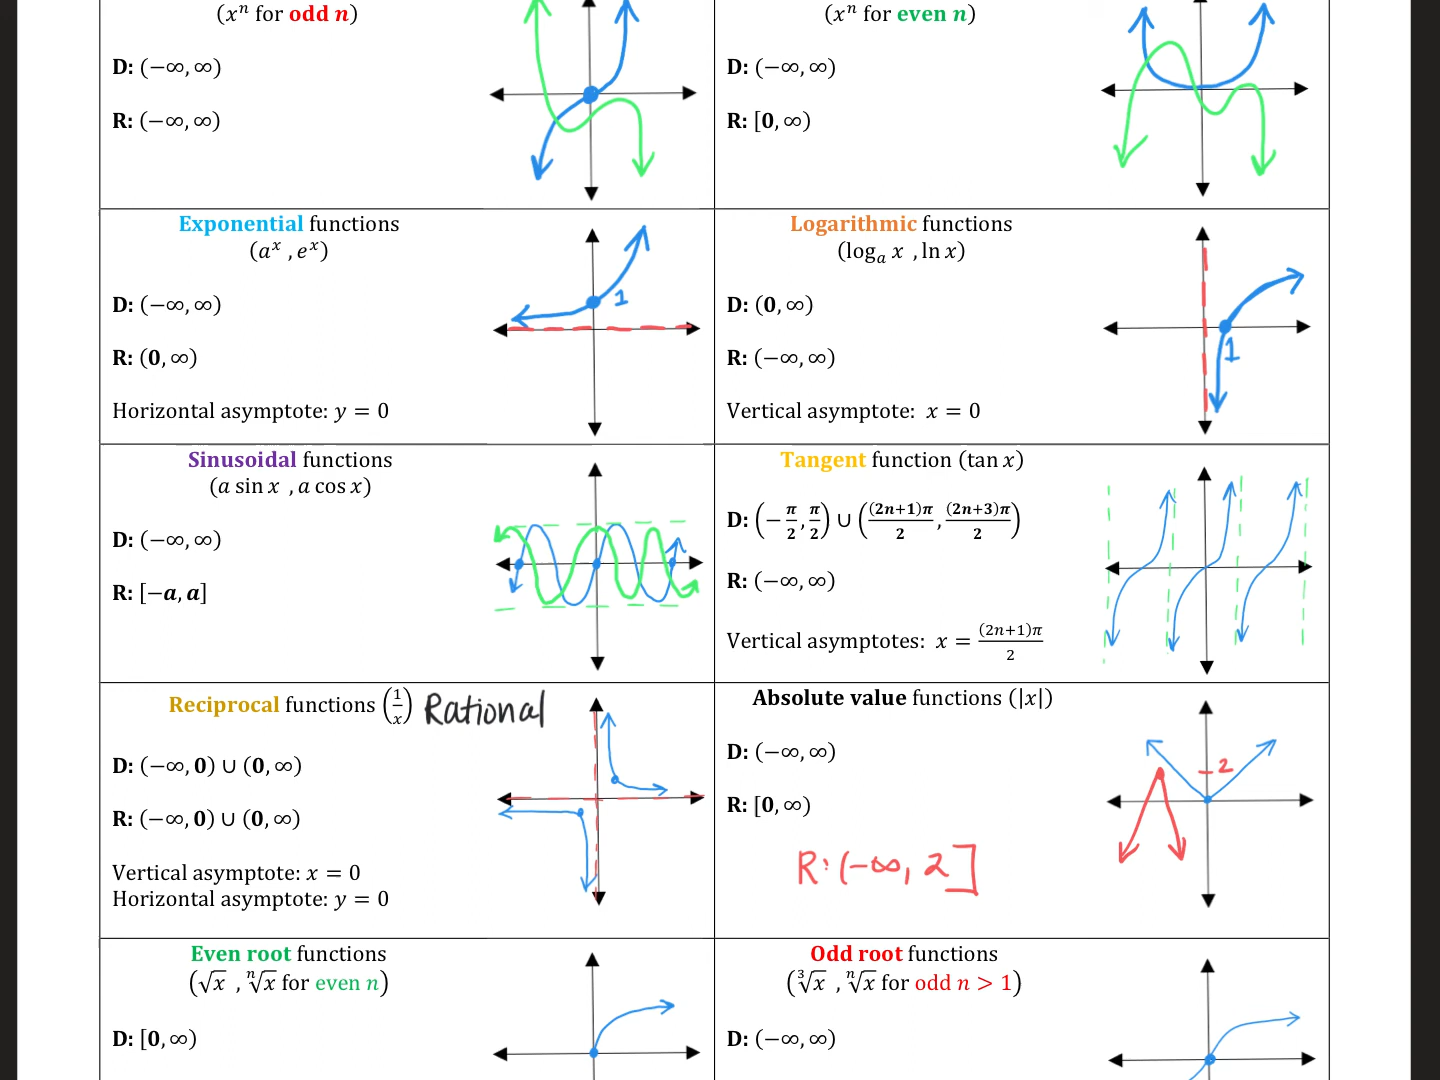 (xⁿ for odd n)
D: (−∞, ∞)
R: (−∞, ∞)
(xⁿ for even n)
D: (−∞, ∞)
R: [0, ∞)
Exponential functions
(aˣ , eˣ)
D: (−∞, ∞)
R: (0, ∞)
Horizontal asymptote: y = 0
1
Logarithmic functions
(logₐ x , ln x)
D: (0, ∞)
R: (−∞, ∞)
Vertical asymptote: x = 0
1
Sinusoidal functions
(a sin x , a cos x)
D: (−∞, ∞)
R: [−a, a]
Tangent function (tan x)
D: (−π/2, π/2) ∪ ((2n+1)π/2, (2n+3)π/2)
R: (−∞, ∞)
Vertical asymptotes: x = (2n+1)π/2
Reciprocal functions (1/x) Rational
D: (−∞, 0) ∪ (0, ∞)
R: (−∞, 0) ∪ (0, ∞)
Vertical asymptote: x = 0
Horizontal asymptote: y = 0
Absolute value functions (|x|)
D: (−∞, ∞)
R: [0, ∞)
R: (−∞, 2]
2
Even root functions
(√x , ⁿ√x for even n)
D: [0, ∞)
Odd root functions
(³√x , ⁿ√x for odd n > 1)
D: (−∞, ∞)